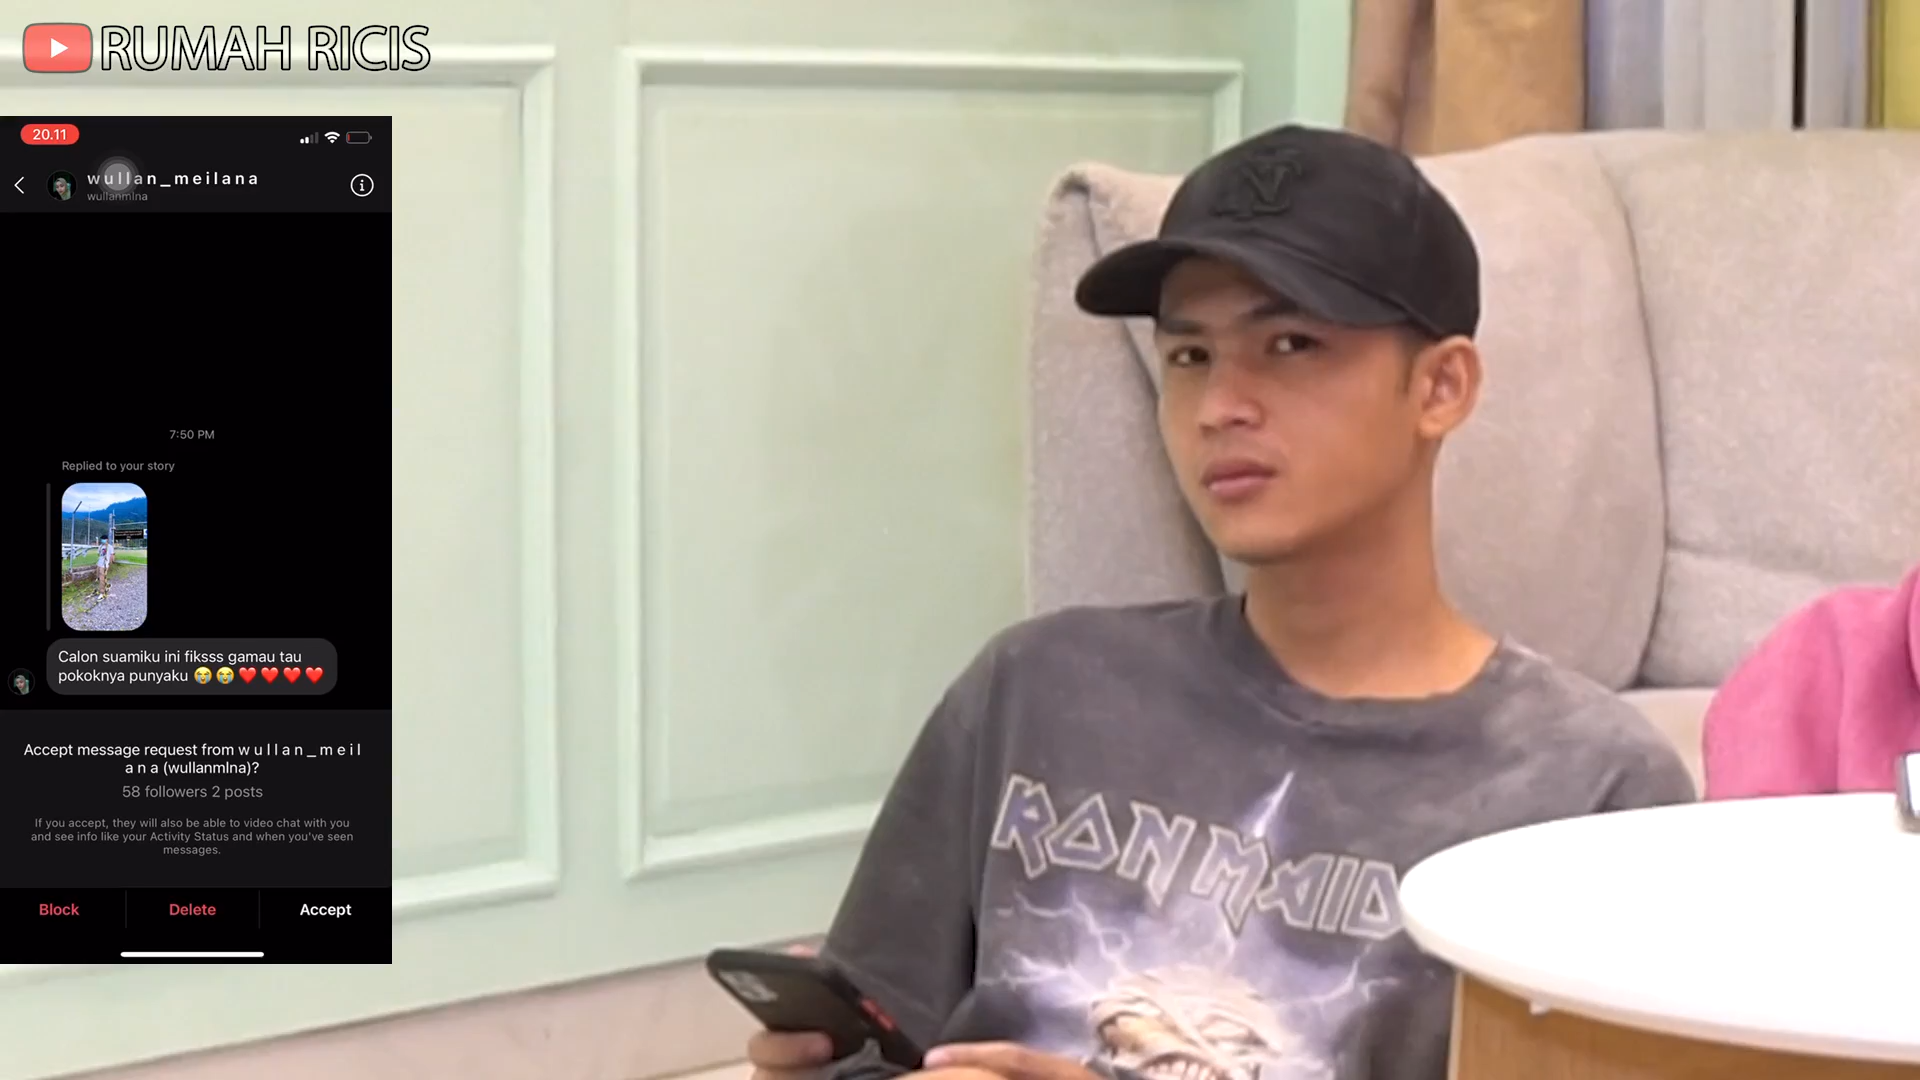 RUMAH RICIS
20.11
wullan_meilana
wullanmlna
7:50 PM
Replied to your story
Calon suamiku ini fiksss gamau tau
pokoknya punyaku 😭😭❤️❤️❤️❤️
Accept message request from w u l l a n _ m e i l
a n a (wullanmlna)?
58 followers 2 posts
If you accept, they will also be able to video chat with you
and see info like your Activity Status and when you've seen
messages.
Block
Delete
Accept
NY
IRON MAID